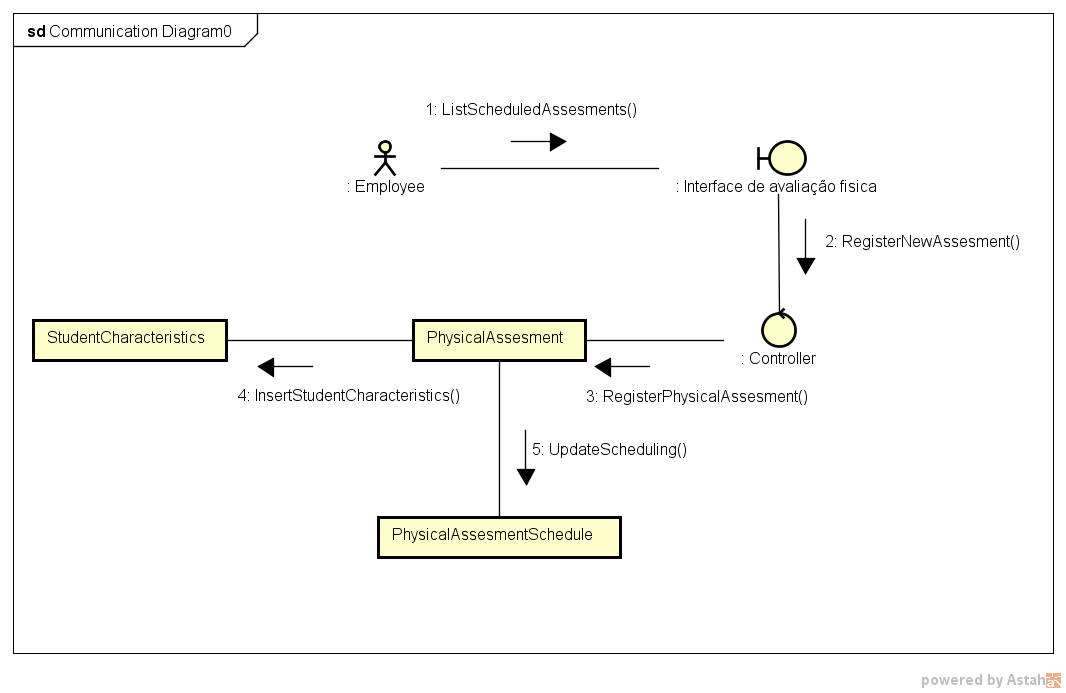 sd Communication Diagram0
1: ListScheduledAssesments()
: Employee
: Interface de avaliação fisica
2: RegisterNewAssesment()
StudentCharacteristics
PhysicalAssesment
: Controller
4: InsertStudentCharacteristics()
3: RegisterPhysicalAssesment()
5: UpdateScheduling()
PhysicalAssesmentSchedule
powered by Astah